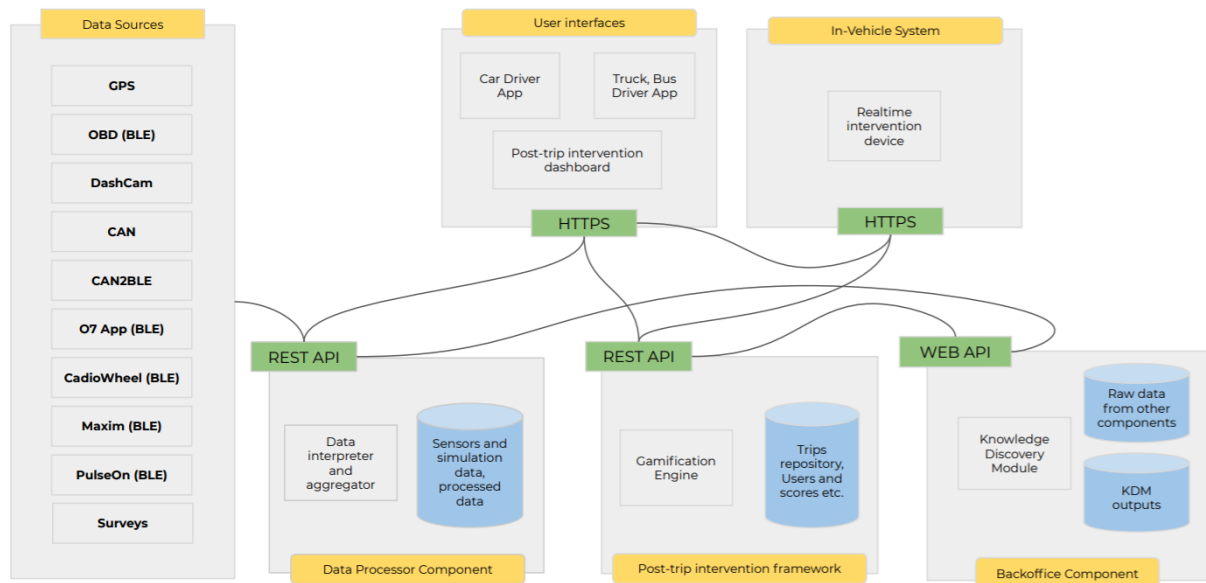 Data Sources
GPS
OBD (BLE)
DashCam
CAN
CAN2BLE
O7 App (BLE)
CadioWheel (BLE)
Maxim (BLE)
PulseOn (BLE)
Surveys
User interfaces
Car Driver
App
Truck, Bus
Driver App
Post-trip intervention
dashboard
HTTPS
In-Vehicle System
Realtime
intervention
device
HTTPS
REST API
Data
interpreter
and
aggregator
Sensors and
simulation
data,
processed
data
Data Processor Component
REST API
Gamification
Engine
Trips
repository,
Users and
scores etc.
Post-trip intervention framework
WEB API
Knowledge
Discovery
Module
Raw data
from other
components
KDM
outputs
Backoffice Component